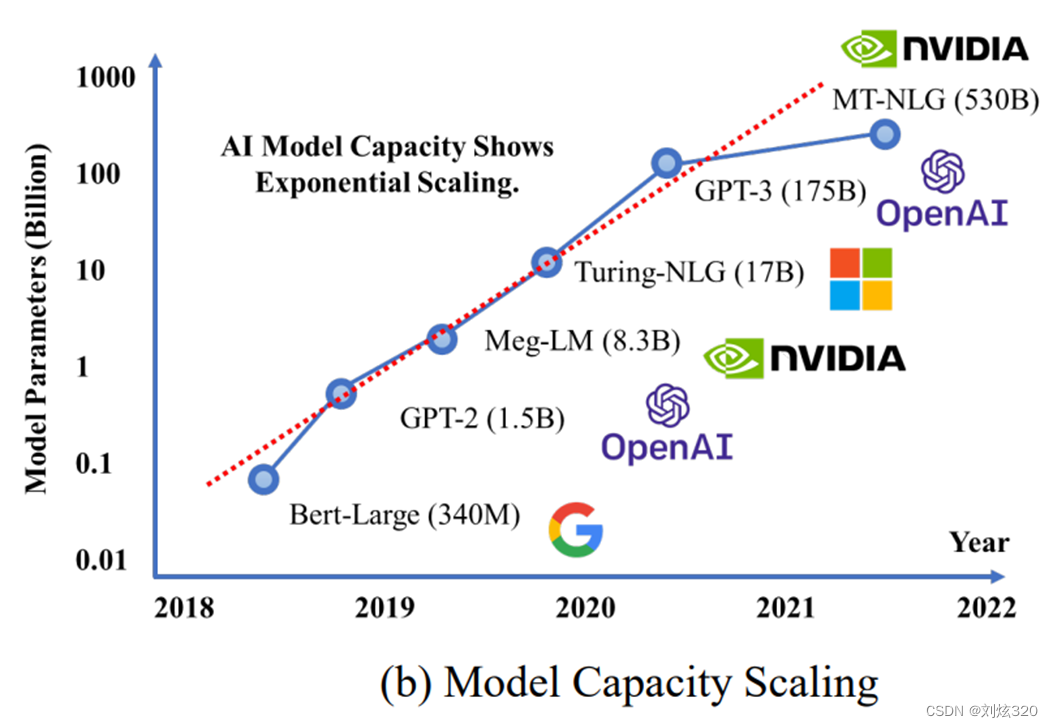 NVIDIA
1000
MT-NLG (530B)
AI Model Capacity Shows
Exponential Scaling.
100
GPT-3 (175B)
OpenAI
Model Parameters (Billion)
10
Turing-NLG (17B)
Meg-LM (8.3B)
NVIDIA
1
GPT-2 (1.5B)
OpenAI
0.1
Bert-Large (340M)
G
Year
0.01
2018 2019 2020 2021 2022
(b) Model Capacity Scaling
CSDN @刘炫320